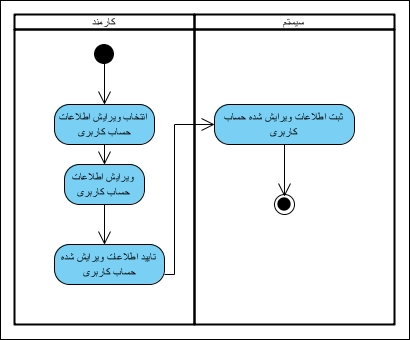 کارمند
سیستم
انتخاب ویرایش اطلاعات
حساب کاربری
ویرایش اطلاعات
حساب کاربری
تایید اطلاعات ویرایش شده
حساب کاربری
ثبت اطلاعات ویرایش شده حساب
کاربری